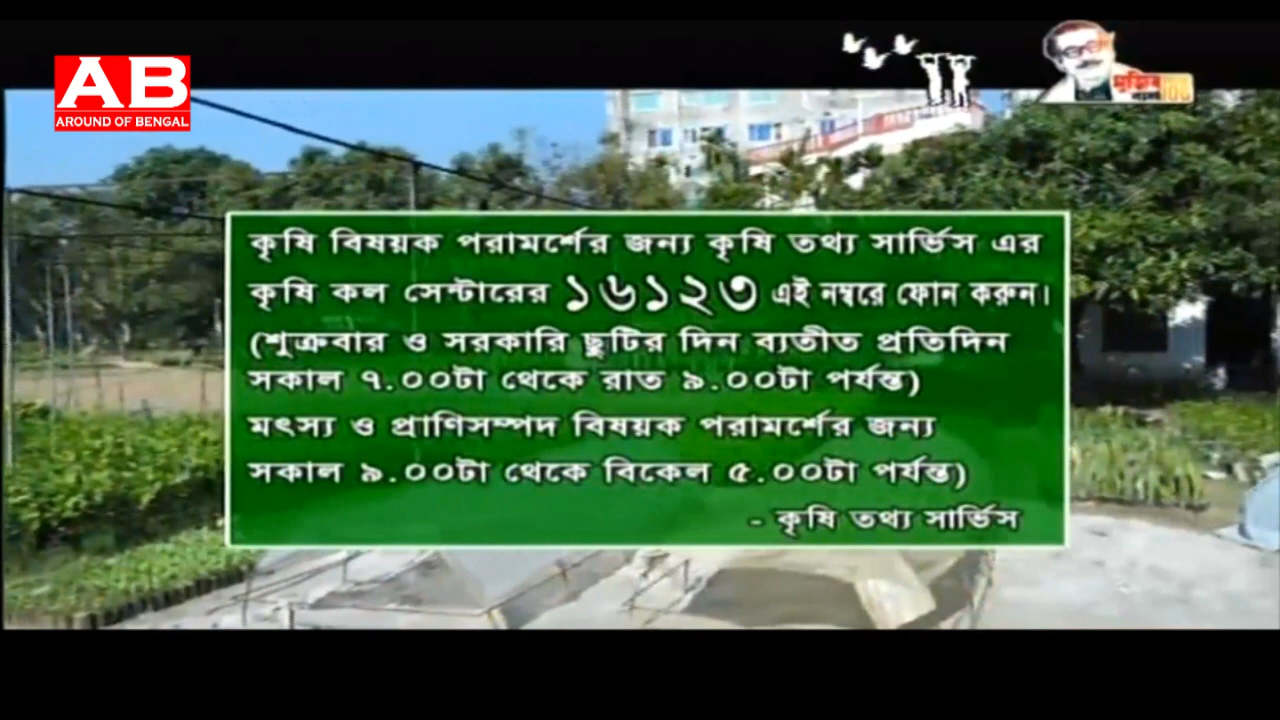 AB
AROUND OF BENGAL
কৃষি বিষয়ক পরামর্শের জন্য কৃষি তথ্য সার্ভিস এর
কৃষি কল সেন্টারের ১৬১২৩ এই নম্বরে ফোন করুন।
(শুক্রবার ও সরকারি ছুটির দিন ব্যতীত প্রতিদিন
সকাল ৭.০০টা থেকে রাত ৯.০০টা পর্যন্ত)
মৎস্য ও প্রাণিসম্পদ বিষয়ক পরামর্শের জন্য
সকাল ৯.০০টা থেকে বিকেল ৫.০০টা পর্যন্ত)
- কৃষি তথ্য সার্ভিস